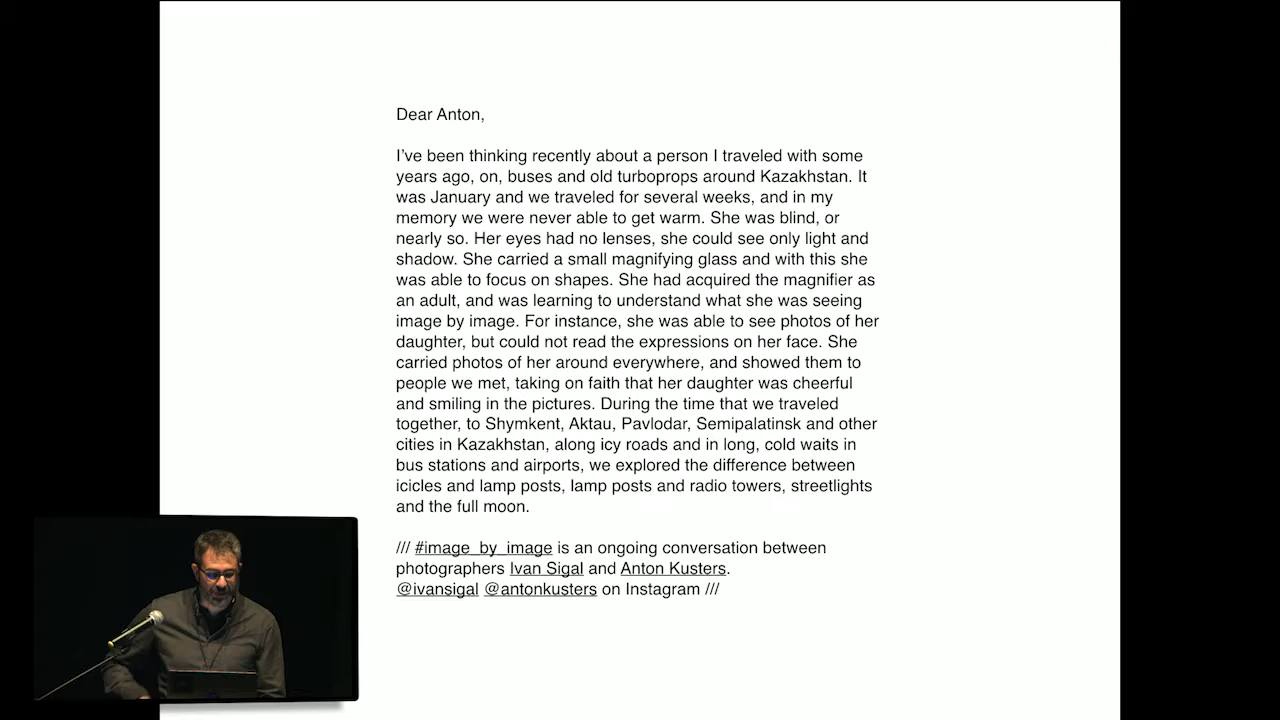 Dear Anton,
I've been thinking recently about a person I traveled with some
years ago, on, buses and old turboprops around Kazakhstan. It
was January and we traveled for several weeks, and in my
memory we were never able to get warm. She was blind, or
nearly so. Her eyes had no lenses, she could see only light and
shadow. She carried a small magnifying glass and with this she
was able to focus on shapes. She had acquired the magnifier as
an adult, and was learning to understand what she was seeing
image by image. For instance, she was able to see photos of her
daughter, but could not read the expressions on her face. She
carried photos of her around everywhere, and showed them to
people we met, taking on faith that her daughter was cheerful
and smiling in the pictures. During the time that we traveled
together, to Shymkent, Aktau, Pavlodar, Semipalatinsk and other
cities in Kazakhstan, along icy roads and in long, cold waits in
bus stations and airports, we explored the difference between
icicles and lamp posts, lamp posts and radio towers, streetlights
and the full moon.
/// #image_by_image is an ongoing conversation between
photographers Ivan Sigal and Anton Kusters.
@ivansigal @antonkusters on Instagram ///